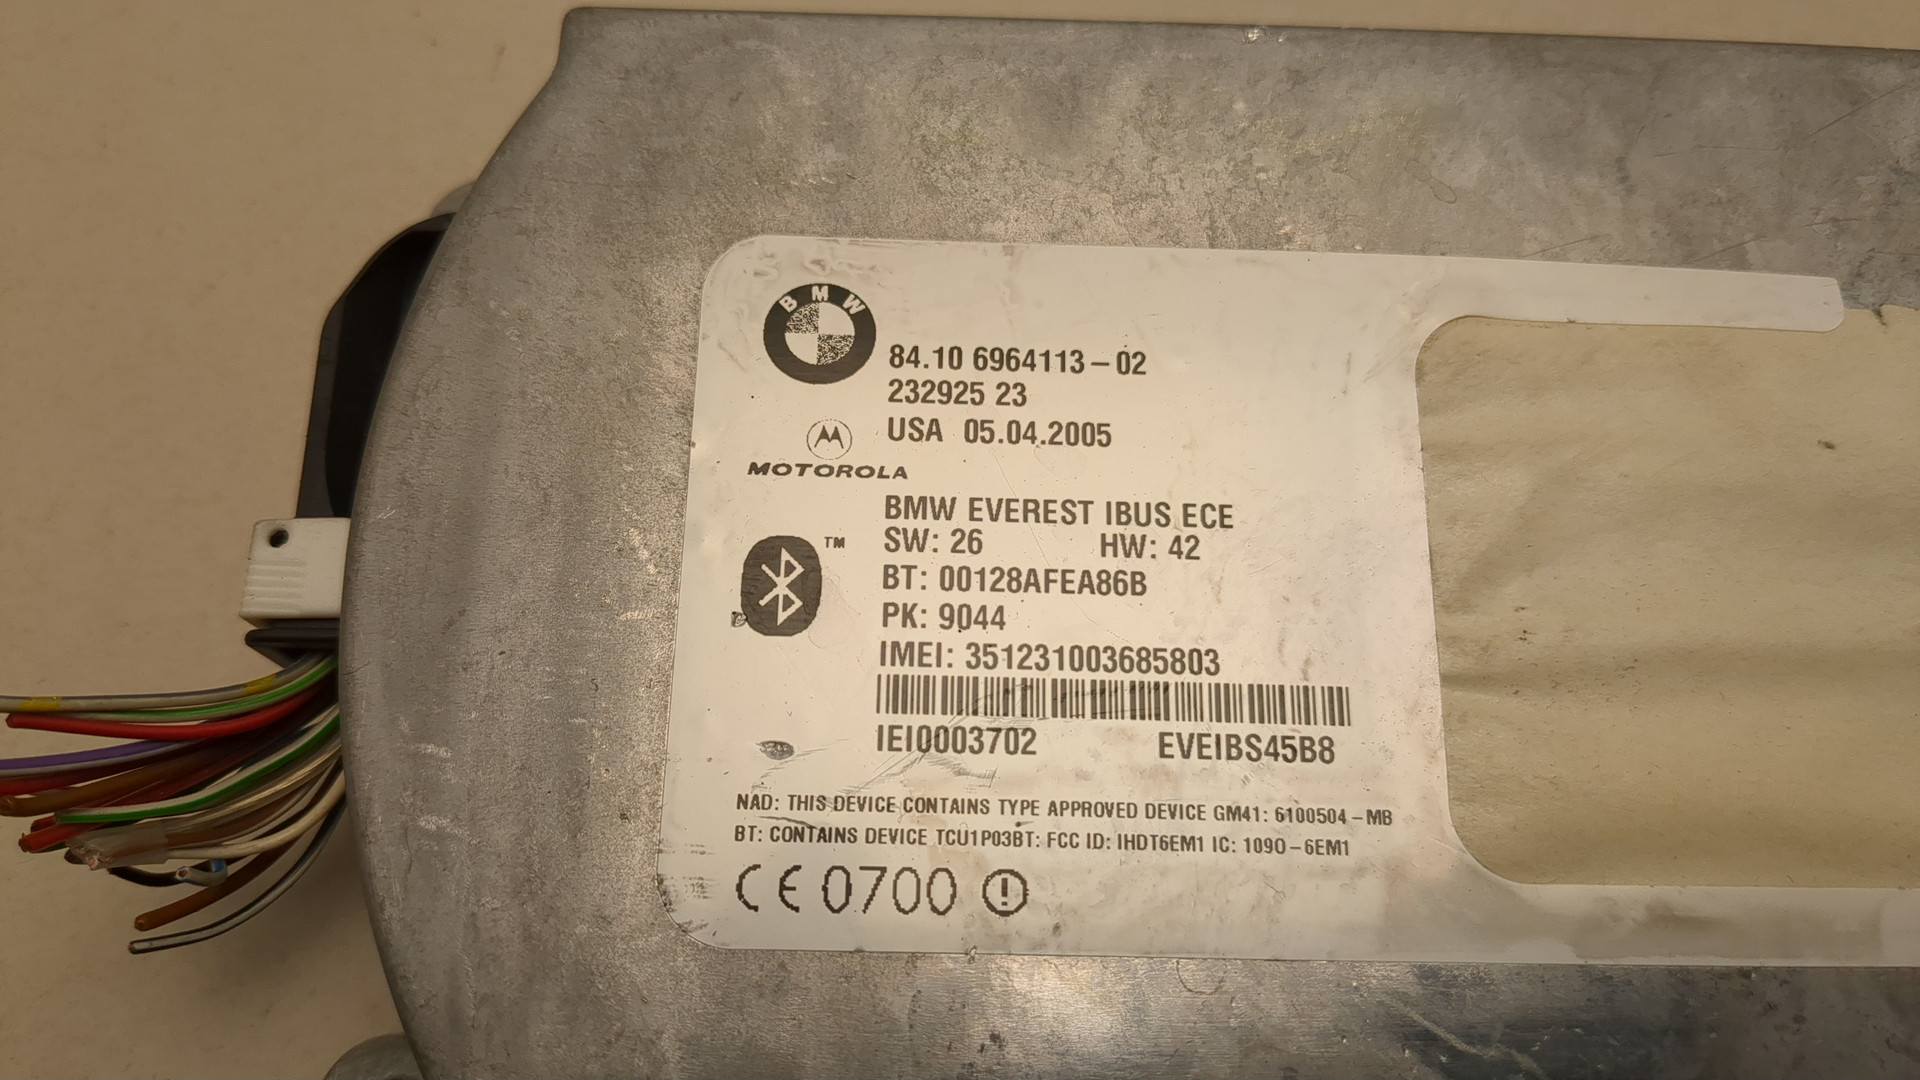 BMW
84.10 6964113-02
232925 23
USA 05.04.2005
MOTOROLA
BMW EVEREST IBUS ECE
SW: 26 HW: 42
TM
BT: 00128AFEA86B
PK: 9044
IMEI: 351231003685803
IEI0003702 EVEIBS45B8
NAD: THIS DEVICE CONTAINS TYPE APPROVED DEVICE GM41: 6100504-MB
BT: CONTAINS DEVICE TCU1P03BT: FCC ID: IHDT6EM1 IC: 1090-6EM1
CE 0700